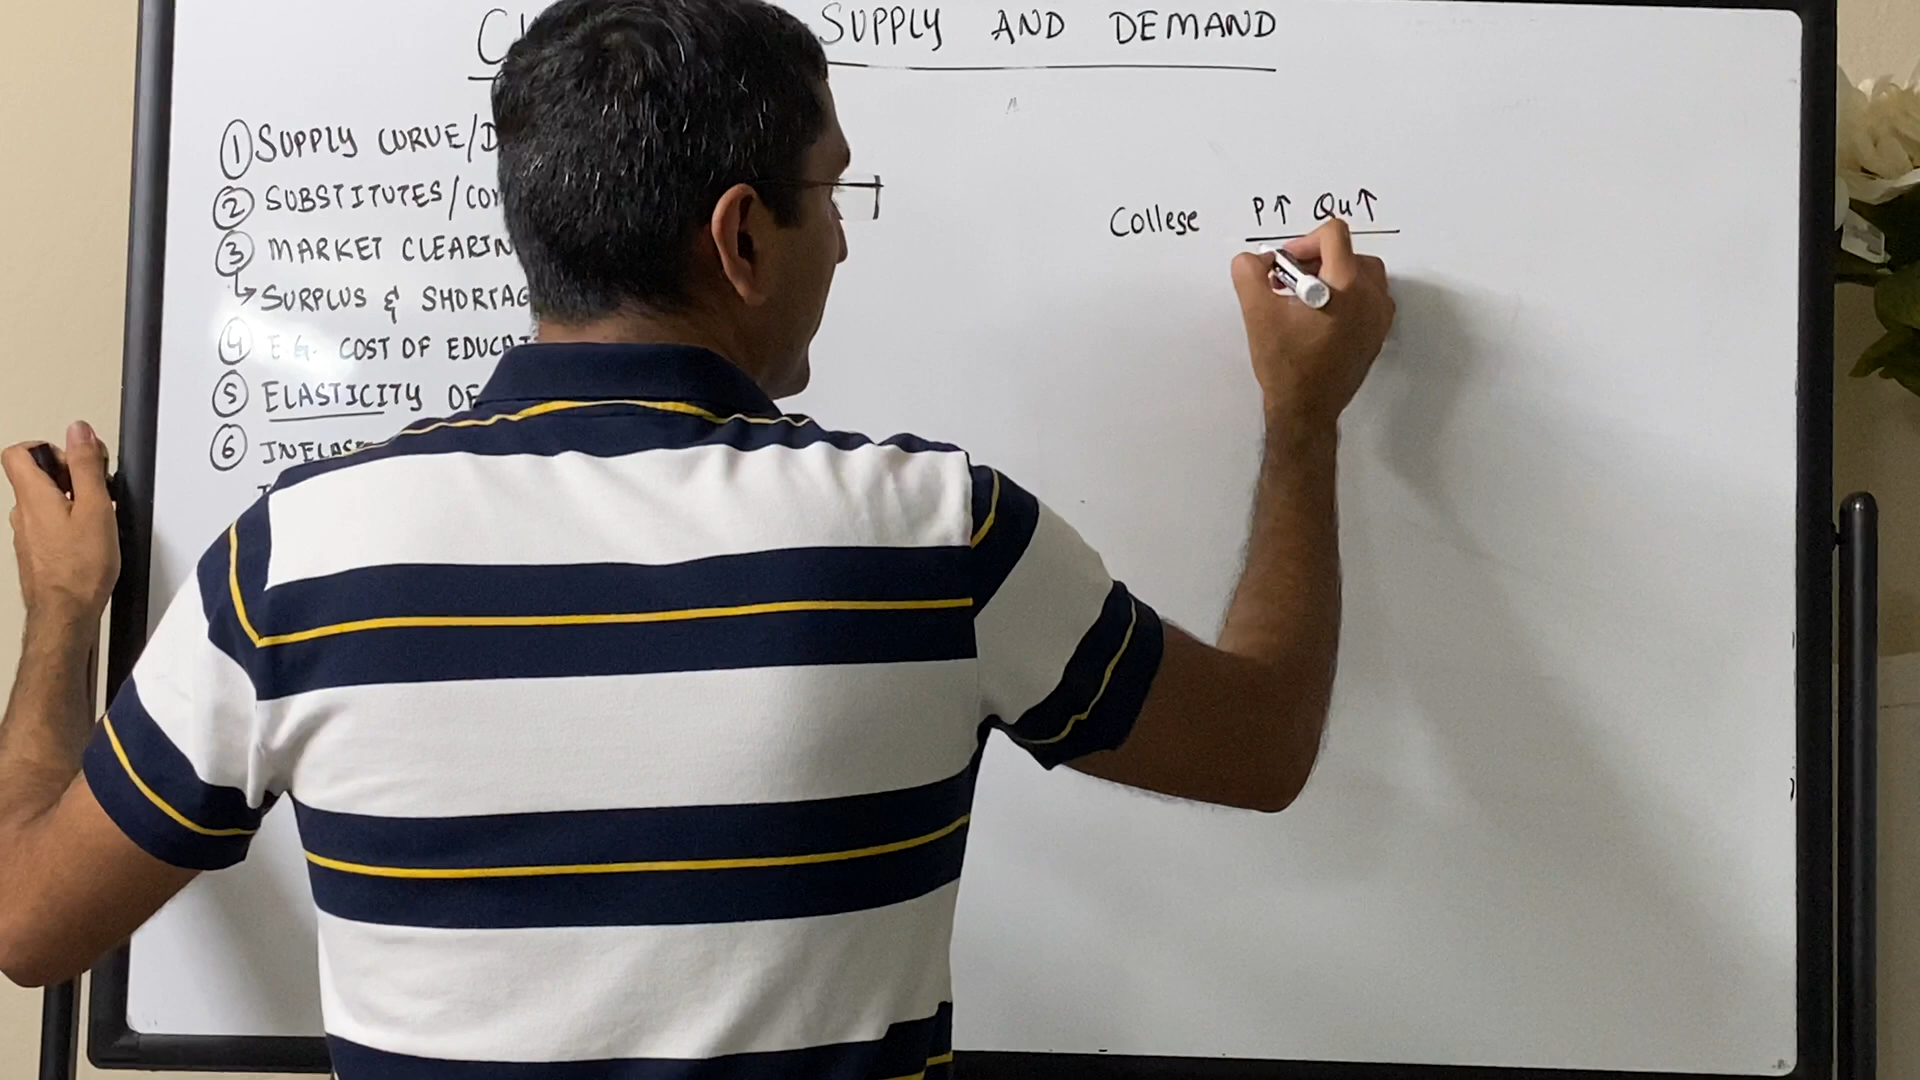 SUPPLY AND DEMAND
① SUPPLY CURVE/D
② SUBSTITUTES/CO
③ MARKET CLEARIN
↳ SURPLUS & SHORTAG
④ E.G. COST OF EDUCAT
⑤ ELASTICITY OF
⑥ INELAS
College P↑ Qu↑